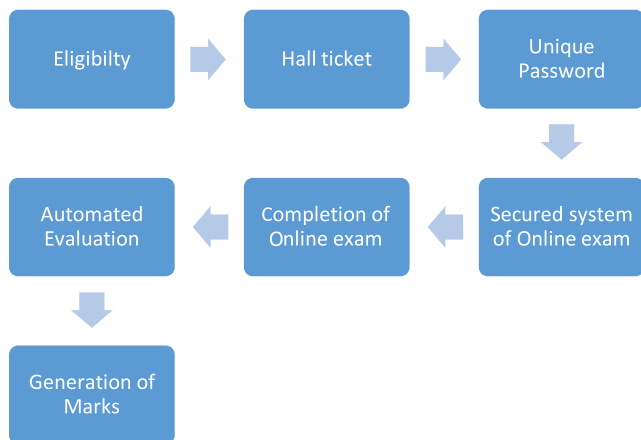 Eligibilty
Hall ticket
Unique
Password
Secured system
of Online exam
Completion of
Online exam
Automated
Evaluation
Generation of
Marks